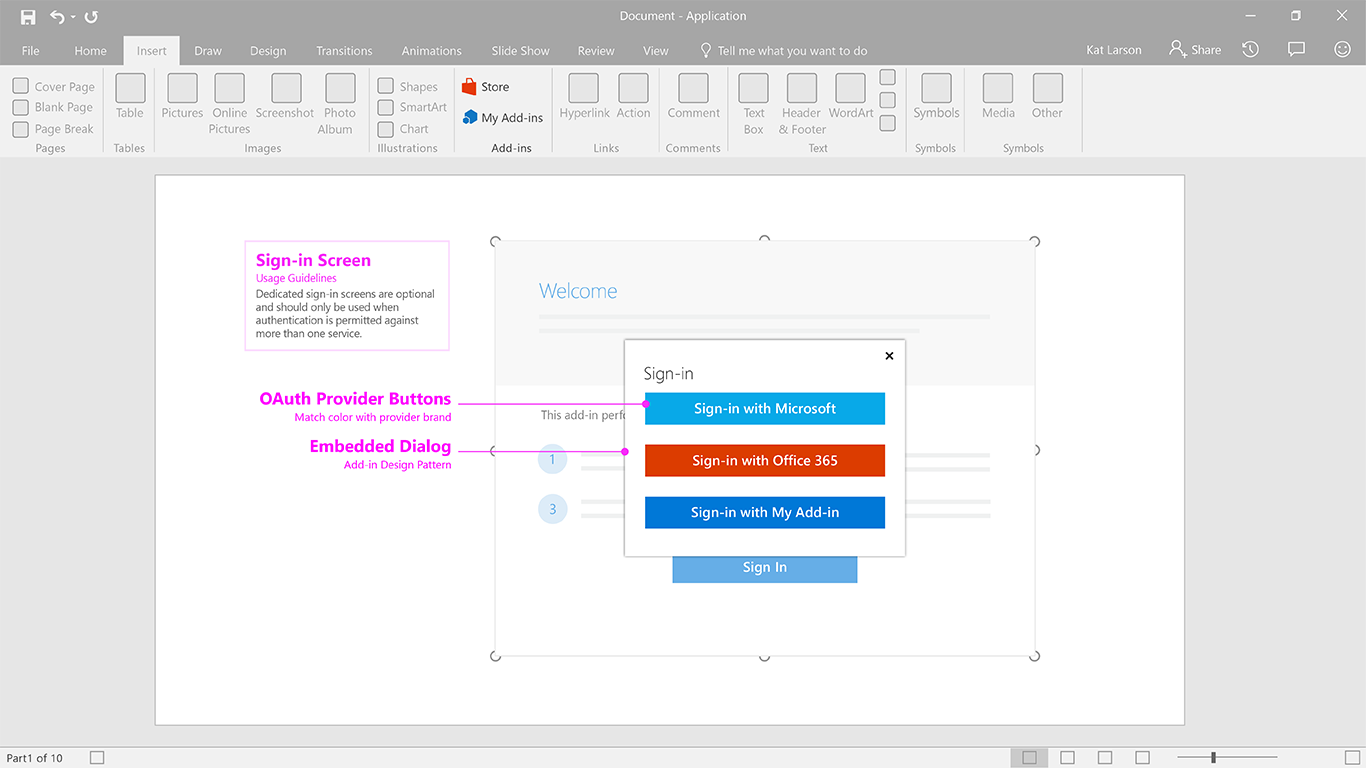 Document - Application
File Home Insert Draw Design Transitions Animations Slide Show Review View Tell me what you want to do Kat Larson Share
Cover Page
Blank Page
Page Break
Pages
Table
Tables
Pictures
Online
Pictures
Screenshot
Photo
Album
Images
Shapes
SmartArt
Chart
Illustrations
Store
My Add-ins
Add-ins
Hyperlink
Action
Links
Comment
Comments
Text
Box
Header
& Footer
WordArt
Text
Symbols
Symbols
Media
Other
Symbols
Sign-in Screen
Usage Guidelines
Dedicated sign-in screens are optional
and should only be used when
authentication is permitted against
more than one service.
OAuth Provider Buttons
Match color with provider brand
Embedded Dialog
Add-in Design Pattern
Welcome
This add-in perfo
1
3
Sign-in
Sign-in with Microsoft
Sign-in with Office 365
Sign-in with My Add-in
Sign In
Part1 of 10